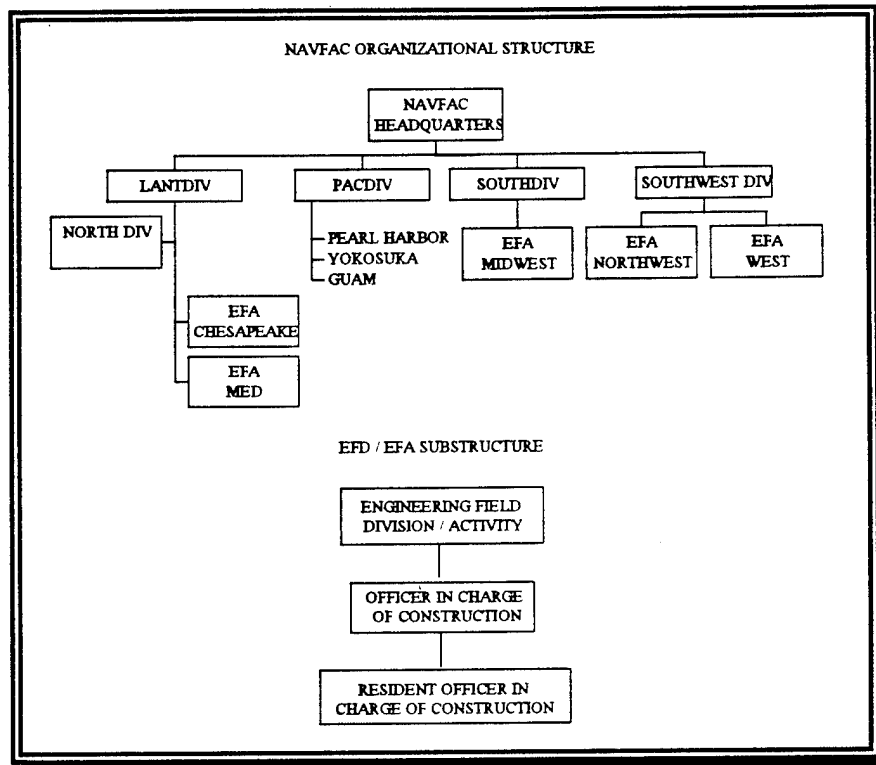 NAVFAC ORGANIZATIONAL STRUCTURE
NAVFAC
HEADQUARTERS
LANTDIV
PACDIV
SOUTHDIV
SOUTHWEST DIV
NORTH DIV
PEARL HARBOR
YOKOSUKA
GUAM
EFA
MIDWEST
EFA
NORTHWEST
EFA
WEST
EFA
CHESAPEAKE
EFA
MED
EFD / EFA SUBSTRUCTURE
ENGINEERING FIELD
DIVISION / ACTIVITY
OFFICER IN CHARGE
OF CONSTRUCTION
RESIDENT OFFICER IN
CHARGE OF CONSTRUCTION